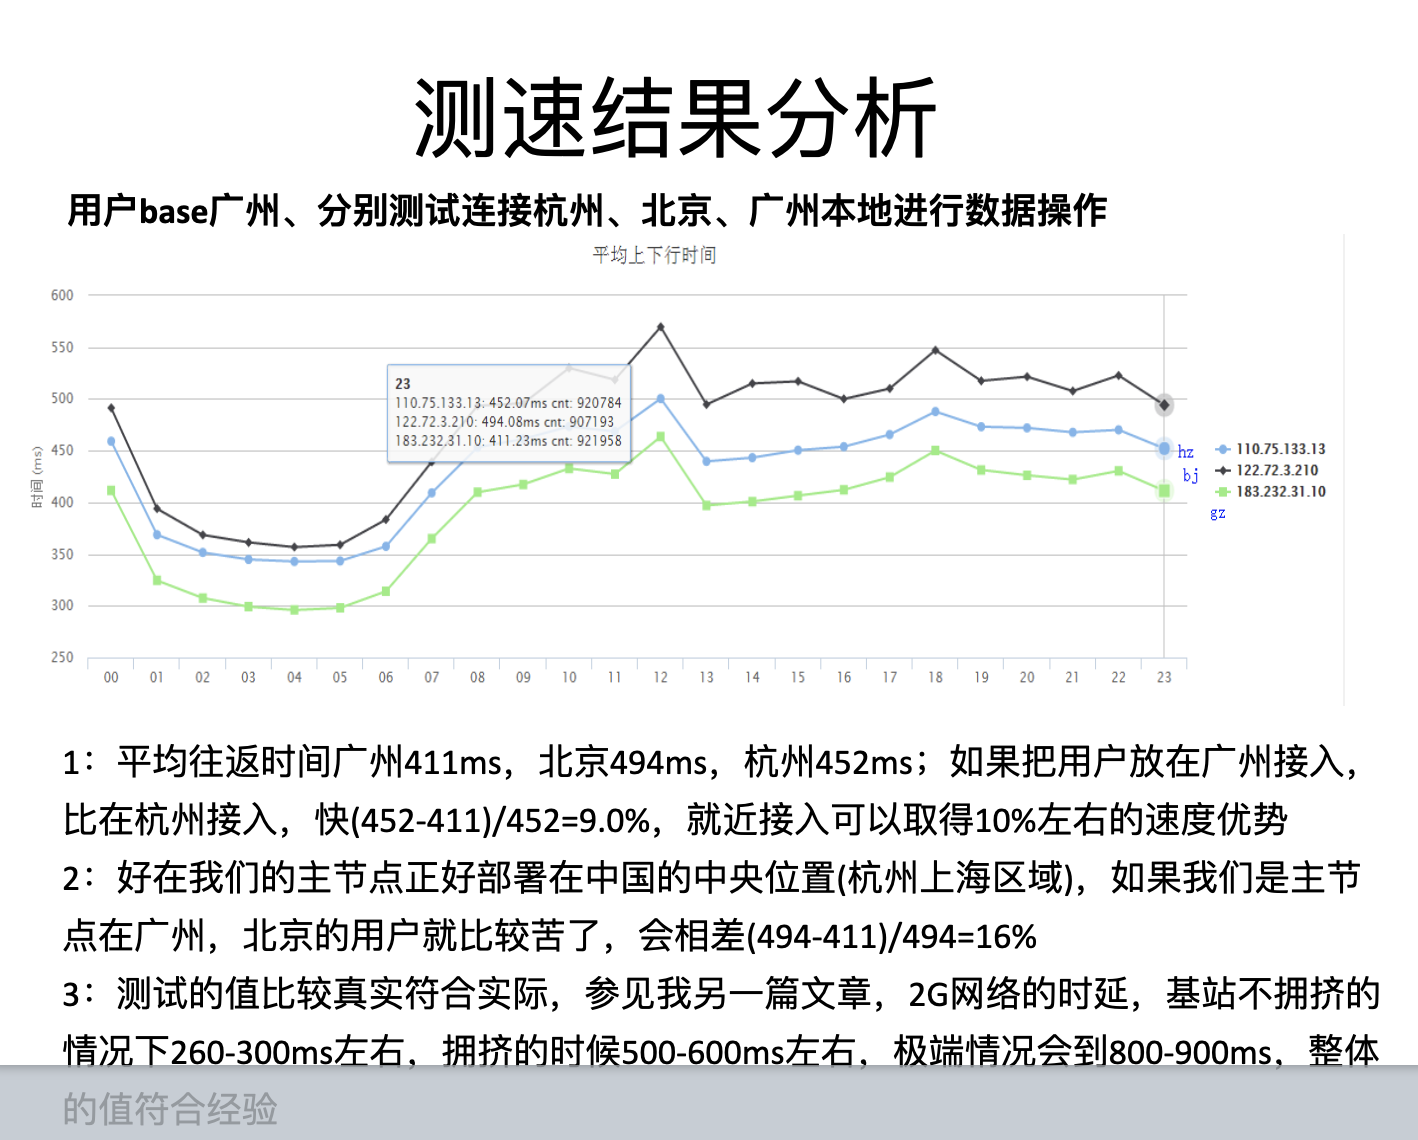 测速结果分析
用户base广州、分别测试连接杭州、北京、广州本地进行数据操作
平均上下行时间
600
550
500
450
400
350
300
250
时间 (ms)
23
110.75.133.13: 452.07ms cnt: 920784
122.72.3.210: 494.08ms cnt: 907193
183.232.31.10: 411.23ms cnt: 921958
hz
bj
gz
110.75.133.13
122.72.3.210
183.232.31.10
00 01 02 03 04 05 06 07 08 09 10 11 12 13 14 15 16 17 18 19 20 21 22 23
1：平均往返时间广州411ms，北京494ms，杭州452ms；如果把用户放在广州接入，
比在杭州接入，快(452-411)/452=9.0%，就近接入可以取得10%左右的速度优势
2：好在我们的主节点正好部署在中国的中央位置(杭州上海区域)，如果我们是主节
点在广州，北京的用户就比较苦了，会相差(494-411)/494=16%
3：测试的值比较真实符合实际，参见我另一篇文章，2G网络的时延，基站不拥挤的
情况下260-300ms左右，拥挤的时候500-600ms左右，极端情况会到800-900ms，整体
的值符合经验